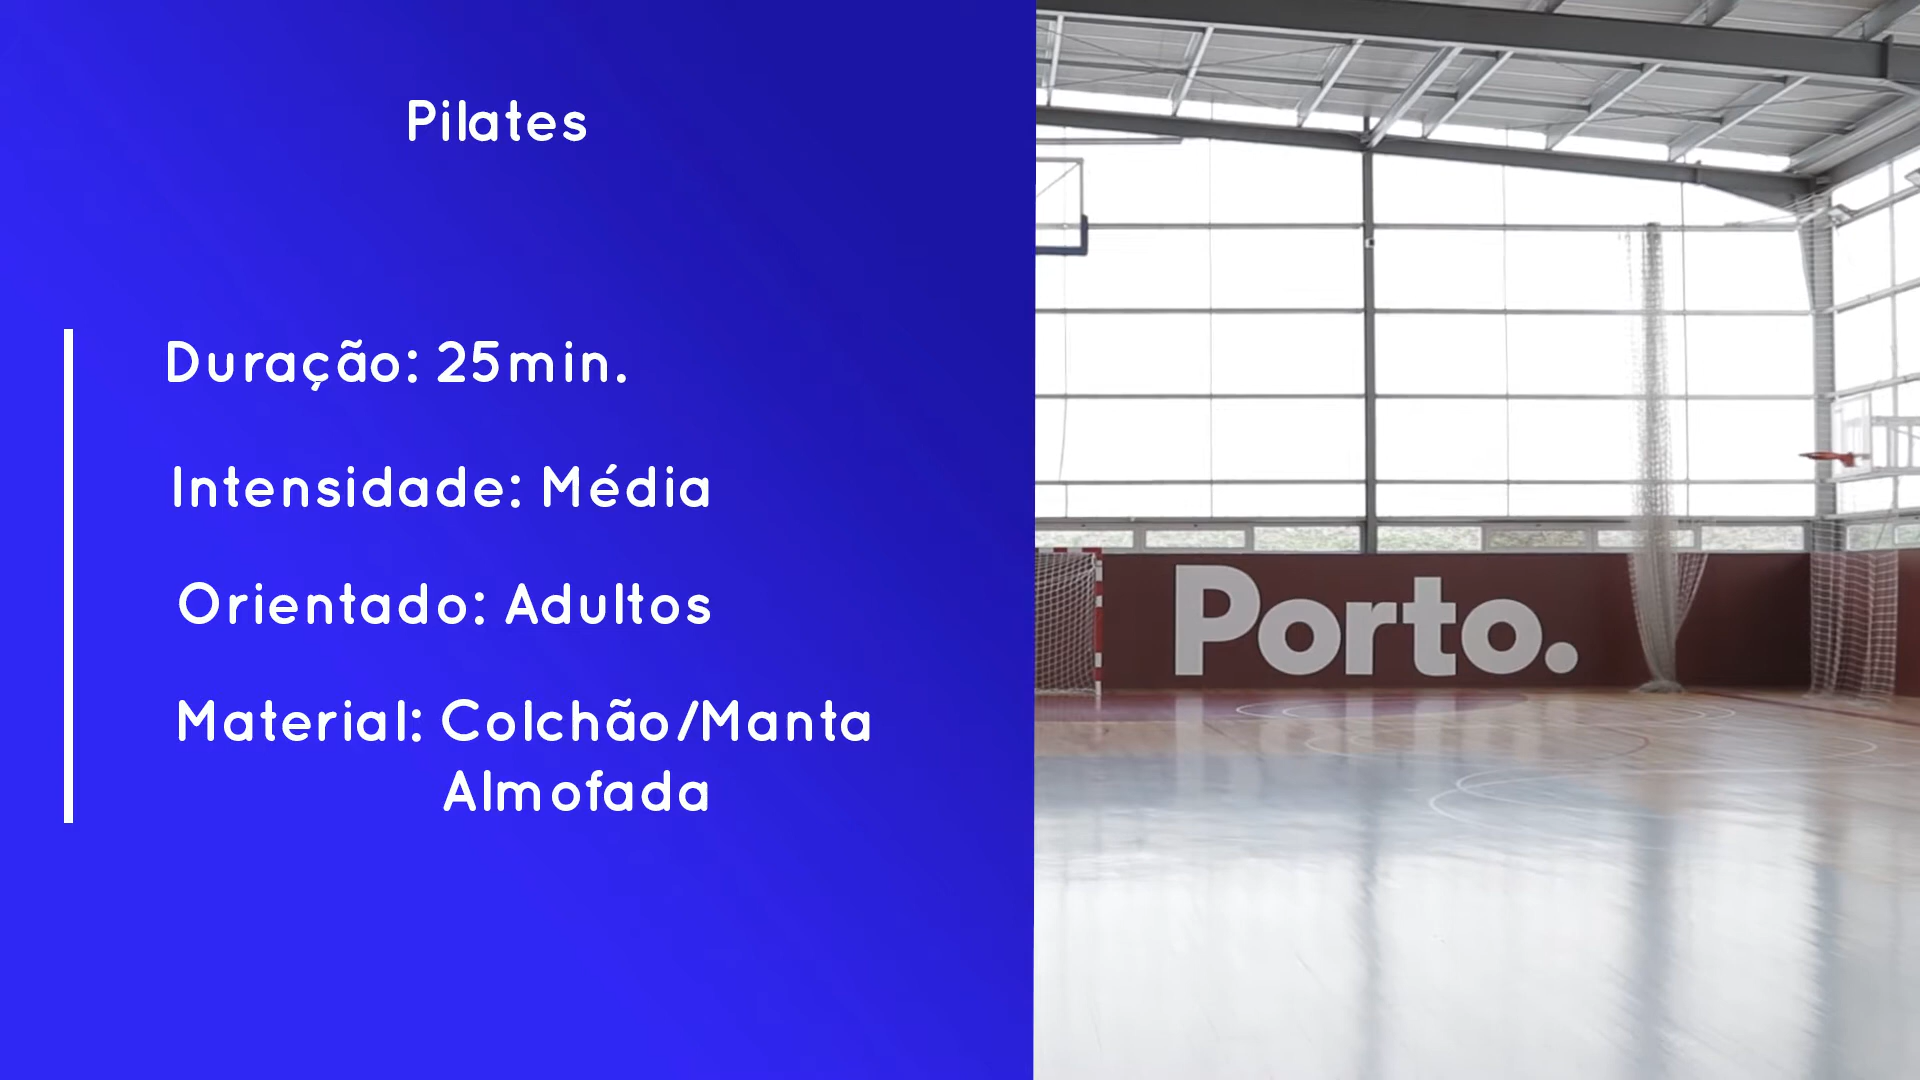 Pilates
Duração: 25min.
Intensidade: Média
Orientado: Adultos
Material: Colchão/Manta
Almofada
Porto.